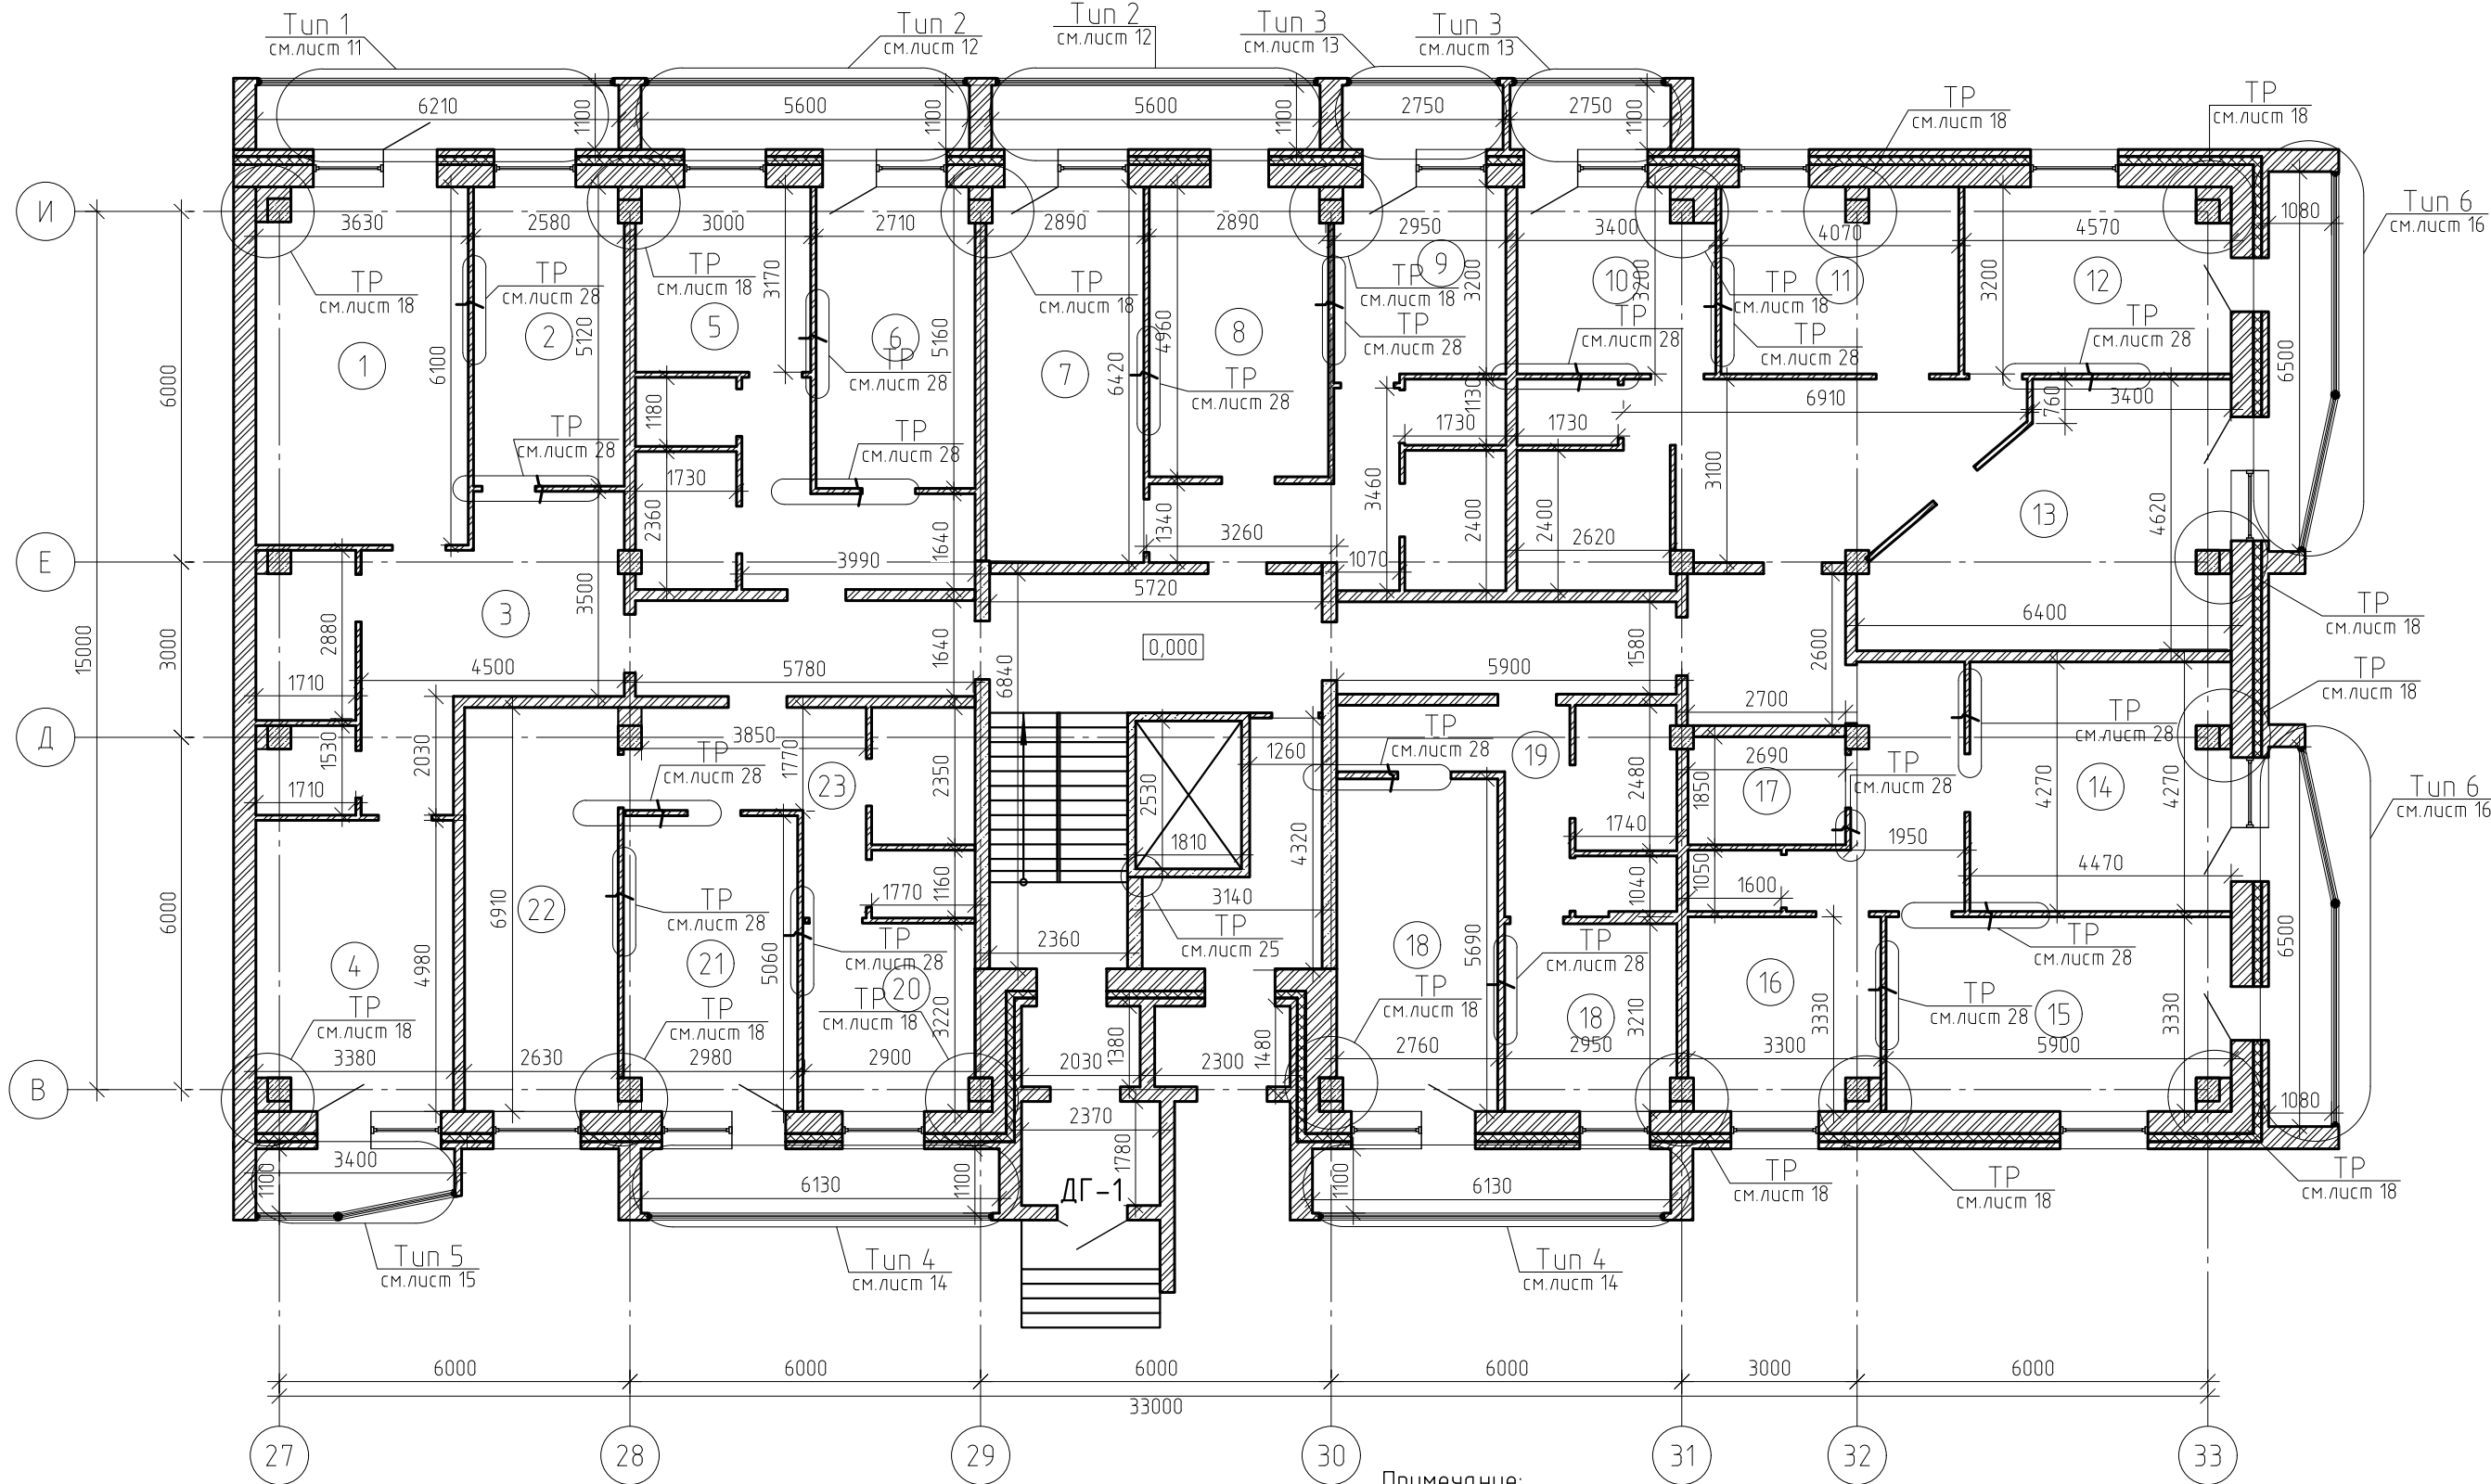 Тип 1
см.лист 11
Тип 2
см.лист 12
Тип 2
см.лист 12
Тип 3
см.лист 13
Тип 3
см.лист 13
ТР
см.лист 18
ТР
см.лист 18
6210
1100
5600
1100
5600
2750
2750
1100
И
3630
2580
3000
2710
2890
2890
2950
3400
4070
4570
1080
Тип 6
см.лист 16
ТР
см.лист 18
ТР
см.лист 28
ТР
см.лист 18
3170
ТР
см.лист 18
9
ТР
см.лист 18
3200
10
3200
ТР
см.лист 18
11
3200
12
1
6100
2
5120
5
6
5160
ТР
см.лист 28
7
6420
4960
8
ТР
см.лист 28
ТР
см.лист 28
ТР
см.лист 28
ТР
см.лист 28
6500
6000
ТР
см.лист 28
1180
ТР
см.лист 28
1130
1730
1730
6910
760
3400
1730
2360
3460
2400
2400
3100
13
4620
1340
3260
2620
Е
3990
1640
1070
3500
5720
3
2880
6400
ТР
см.лист 18
15000
3000
4500
5780
1640
6840
0,000
5900
1580
2600
ТР
см.лист 18
1710
2700
Д
1530
2030
3850
1770
ТР
см.лист 28
1260
ТР
см.лист 28
19
2690
ТР
см.лист 28
ТР
см.лист 28
1710
23
2350
2530
2480
1850
17
4270
14
4270
Тип 6
см.лист 16
1810
4320
1740
1950
6000
6910
22
ТР
см.лист 28
1770
1160
3140
1040
1050
1600
4470
4
4980
21
5060
ТР
см.лист 28
20
2360
ТР
см.лист 25
18
5690
ТР
см.лист 28
16
3330
ТР
см.лист 28
ТР
см.лист 28
15
3330
6500
ТР
см.лист 18
ТР
см.лист 18
ТР
см.лист 18
3220
ТР
см.лист 18
18
3210
3380
2630
2980
2900
2030
1380
2300
1480
2760
2950
3300
5900
В
1080
2370
1780
3400
1100
6130
1100
ДГ-1
1100
6130
ТР
см.лист 18
ТР
см.лист 18
ТР
см.лист 18
Тип 5
см.лист 15
Тип 4
см.лист 14
Тип 4
см.лист 14
6000
6000
6000
6000
3000
6000
33000
27
28
29
30
31
32
33
Примечание: